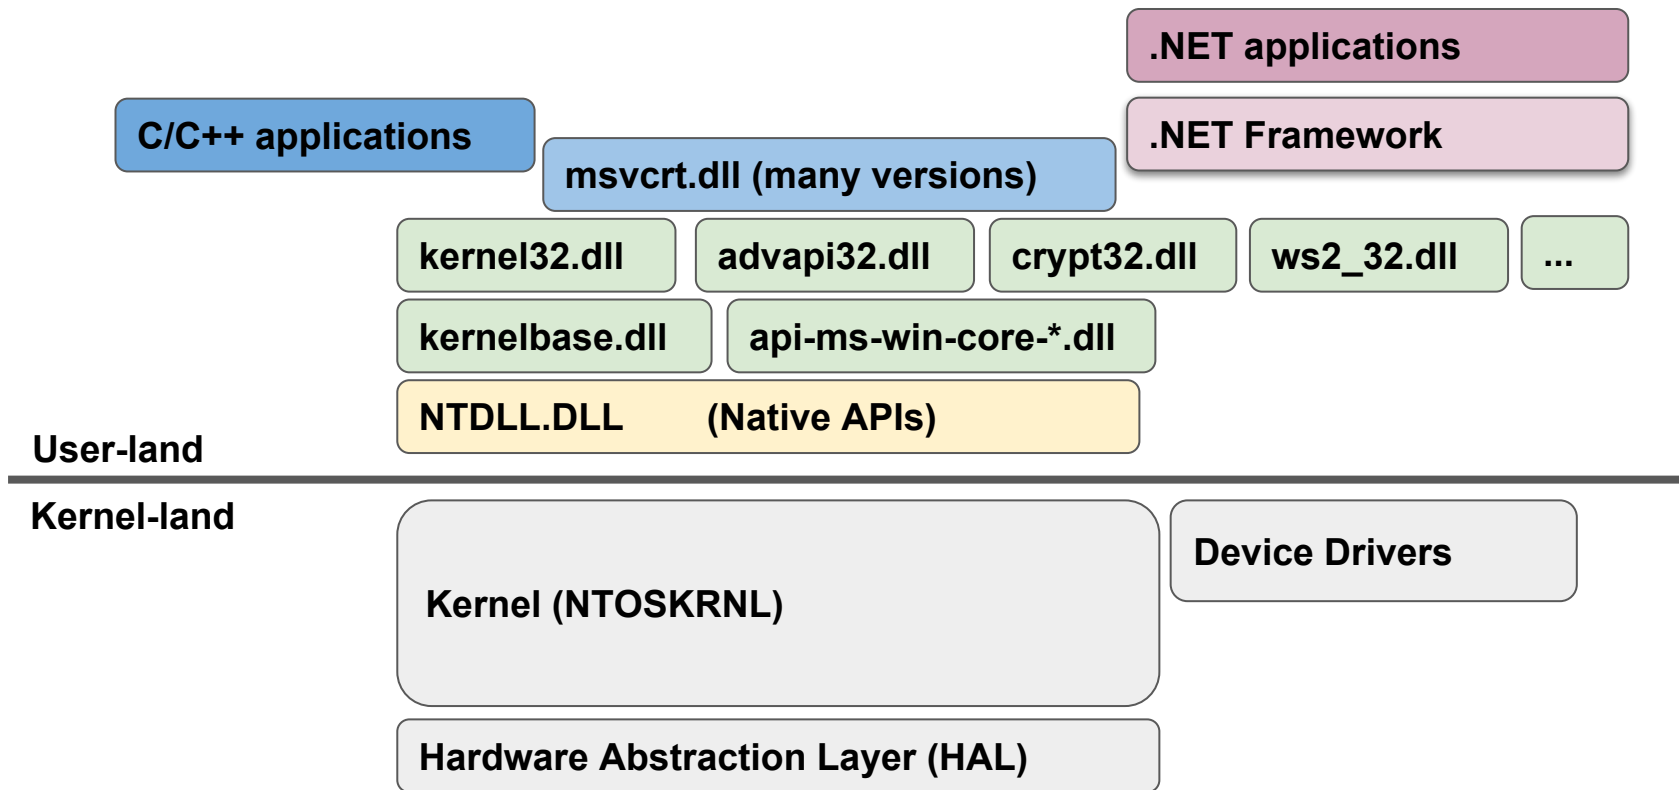 .NET applications
C/C++ applications
.NET Framework
msvcrt.dll (many versions)
kernel32.dll
advapi32.dll
crypt32.dll
ws2_32.dll
...
kernelbase.dll
api-ms-win-core-*.dll
NTDLL.DLL (Native APIs)
User-land
Kernel-land
Device Drivers
Kernel (NTOSKRNL)
Hardware Abstraction Layer (HAL)